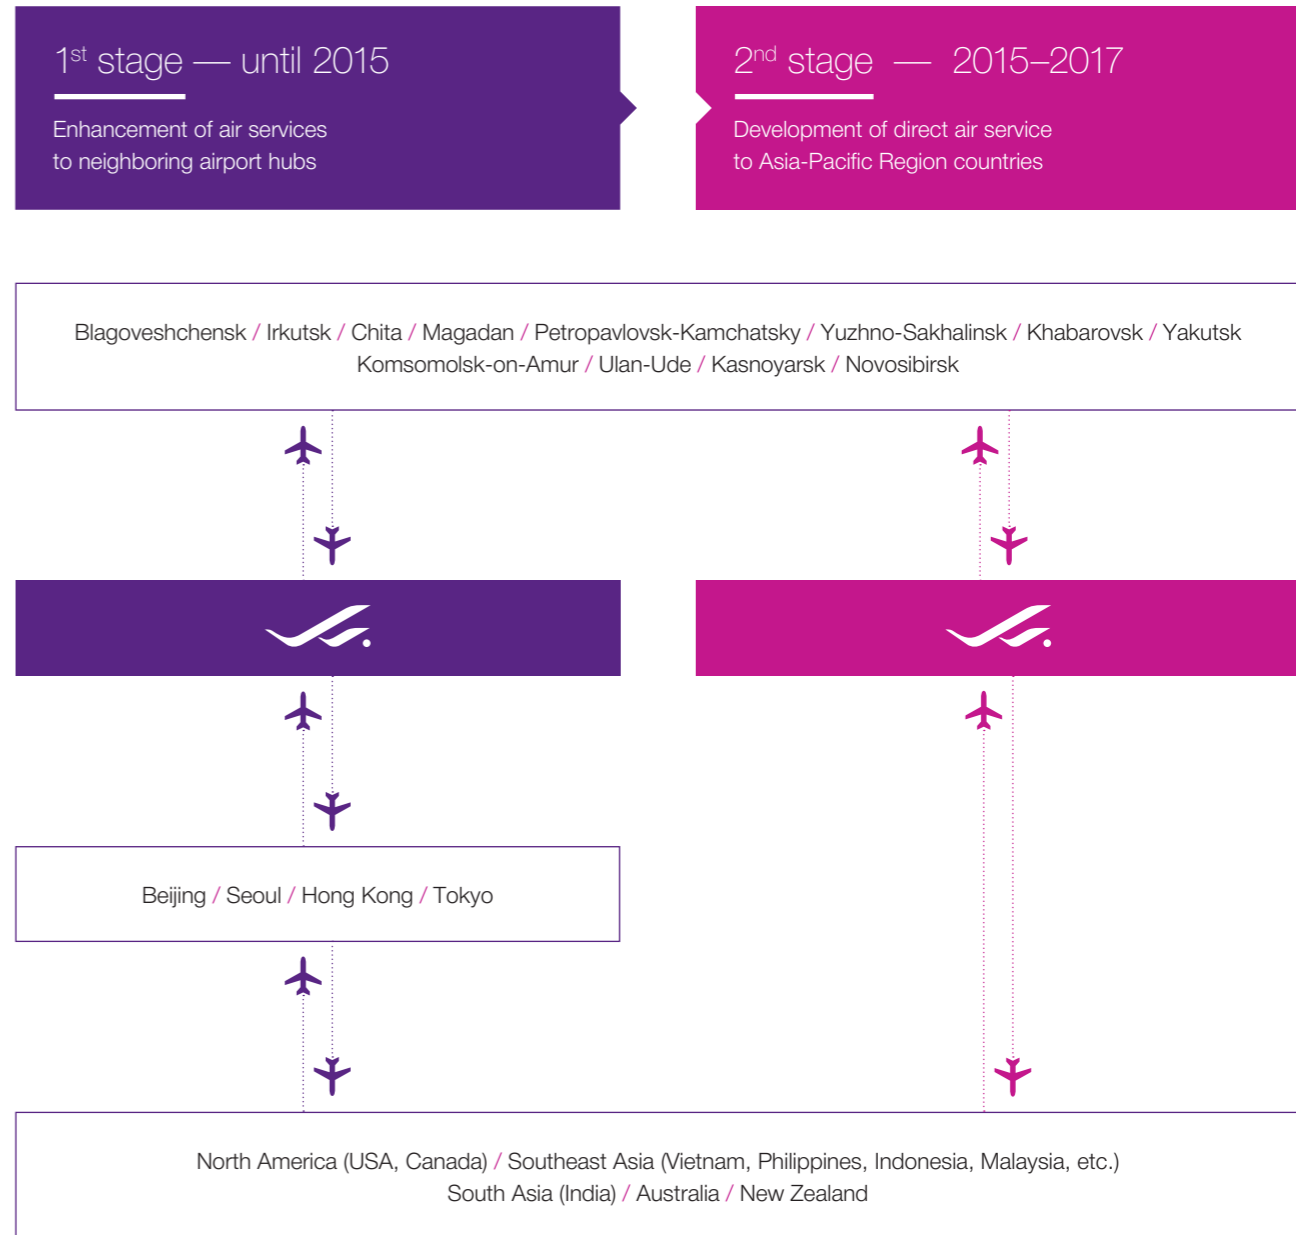 1st stage — until 2015
Enhancement of air services
to neighboring airport hubs
2nd stage — 2015–2017
Development of direct air service
to Asia-Pacific Region countries
Blagoveshchensk / Irkutsk / Chita / Magadan / Petropavlovsk-Kamchatsky / Yuzhno-Sakhalinsk / Khabarovsk / Yakutsk
Komsomolsk-on-Amur / Ulan-Ude / Kasnoyarsk / Novosibirsk
Beijing / Seoul / Hong Kong / Tokyo
North America (USA, Canada) / Southeast Asia (Vietnam, Philippines, Indonesia, Malaysia, etc.)
South Asia (India) / Australia / New Zealand